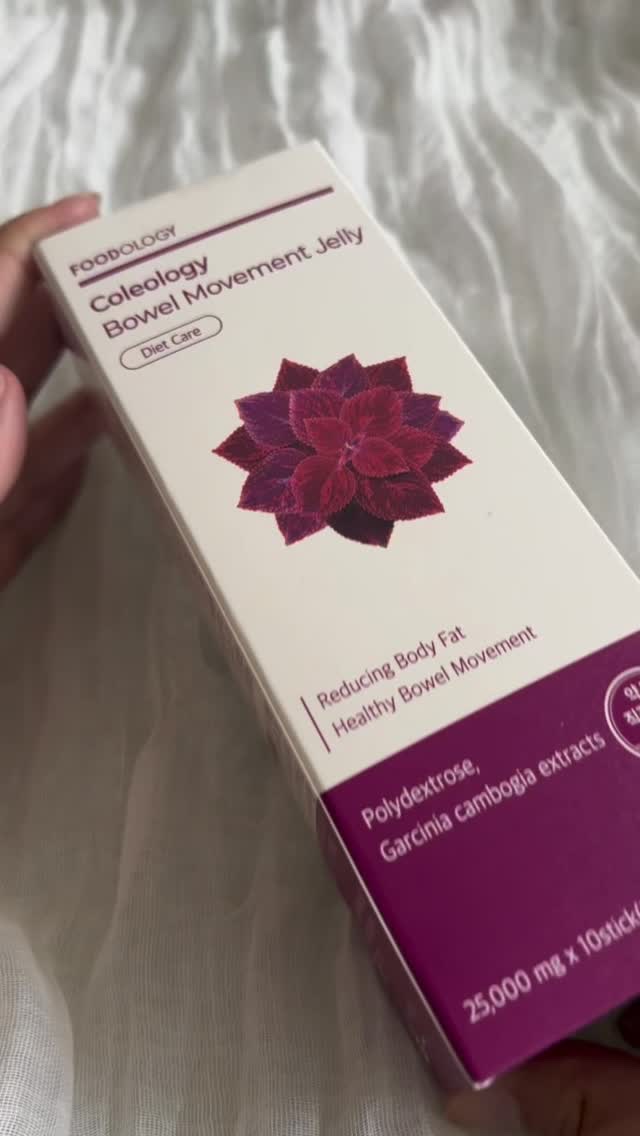 FOODOLOGY
Coleology
Bowel Movement Jelly
Diet Care
Reducing Body Fat
Healthy Bowel Movement
Polydextrose,
Garcinia cambogia extracts
25,000 mg x 10stick(